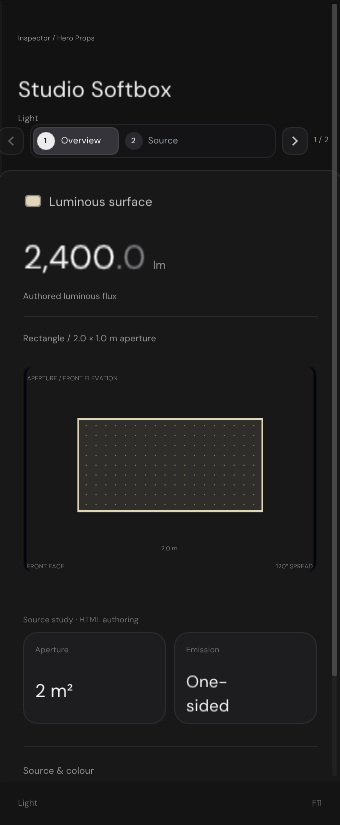 Inspector / Hero Props
Studio Softbox
Light
1 Overview 2 Source 1 / 2
Luminous surface
2,400.0 lm
Authored luminous flux
Rectangle / 2.0 × 1.0 m aperture
APERTURE / FRONT ELEVATION
2.0 m
FRONT FACE 120° SPREAD
Source study · HTML authoring
Aperture Emission
2 m² One-
sided
Source & colour
Light F11